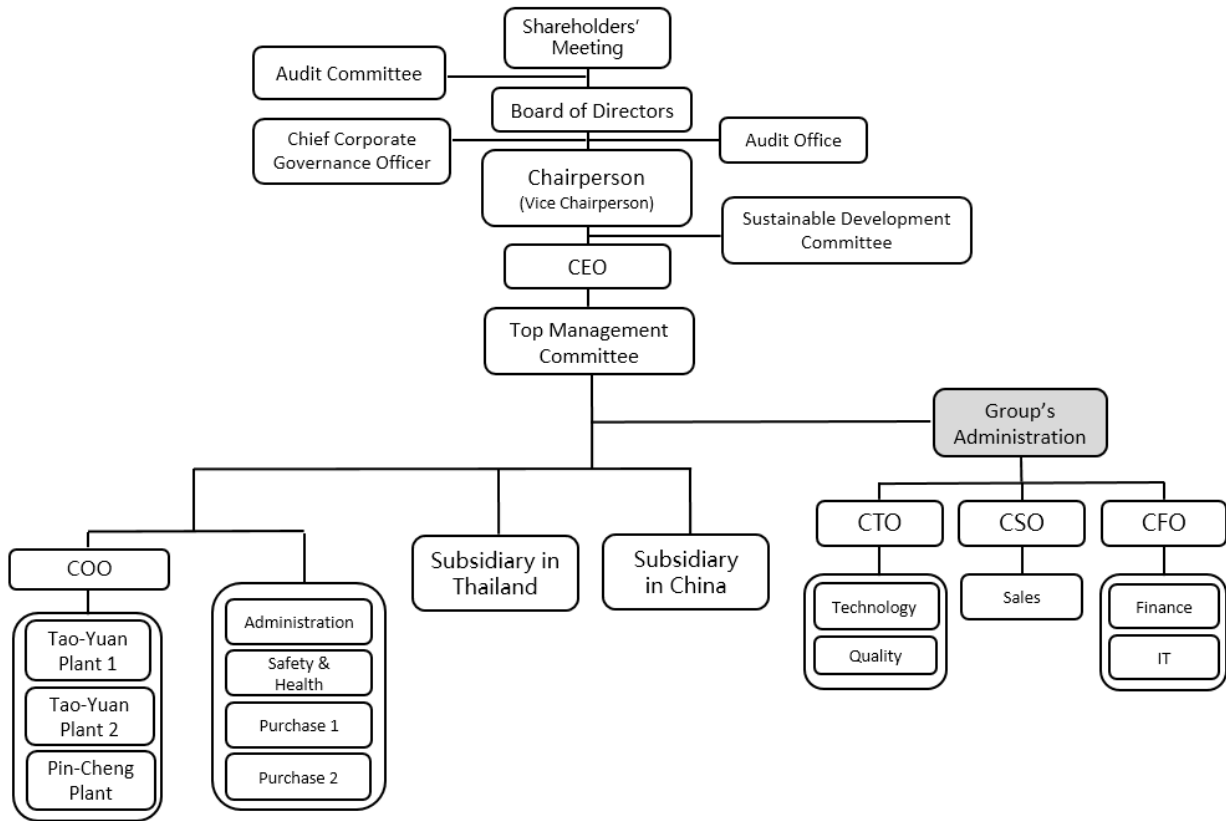 Shareholders'
Meeting
Audit Committee
Board of Directors
Chief Corporate
Governance Officer
Audit Office
Chairperson
(Vice Chairperson)
Sustainable Development
Committee
CEO
Top Management
Committee
Group's
Administration
CTO
CSO
CFO
COO
Subsidiary in
Thailand
Subsidiary
in China
Technology
Quality
Sales
Finance
IT
Tao-Yuan
Plant 1
Tao-Yuan
Plant 2
Pin-Cheng
Plant
Administration
Safety &
Health
Purchase 1
Purchase 2